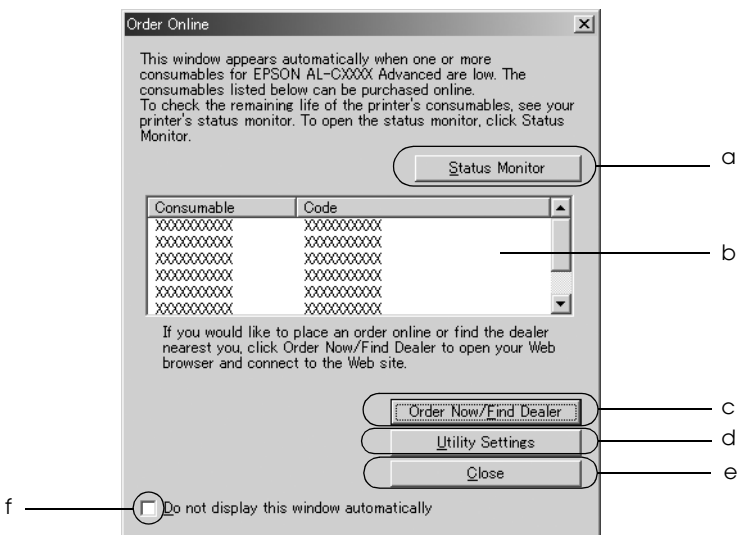 Order Online
This window appears automatically when one or more
consumables for EPSON AL-CXXXX Advanced are low. The
consumables listed below can be purchased online.
To check the remaining life of the printer's consumables, see your
printer's status monitor. To open the status monitor, click Status
Monitor.
Status Monitor
a
Consumable Code
XXXXXXXXXX XXXXXXXXXX
XXXXXXXXXX XXXXXXXXXX
XXXXXXXXXX XXXXXXXXXX
XXXXXXXXXX XXXXXXXXXX
XXXXXXXXXX XXXXXXXXXX
XXXXXXXXXX XXXXXXXXXX
b
If you would like to place an order online or find the dealer
nearest you, click Order Now/Find Dealer to open your Web
browser and connect to the Web site.
Order Now/Find Dealer
c
Utility Settings
d
Close
e
f
Do not display this window automatically